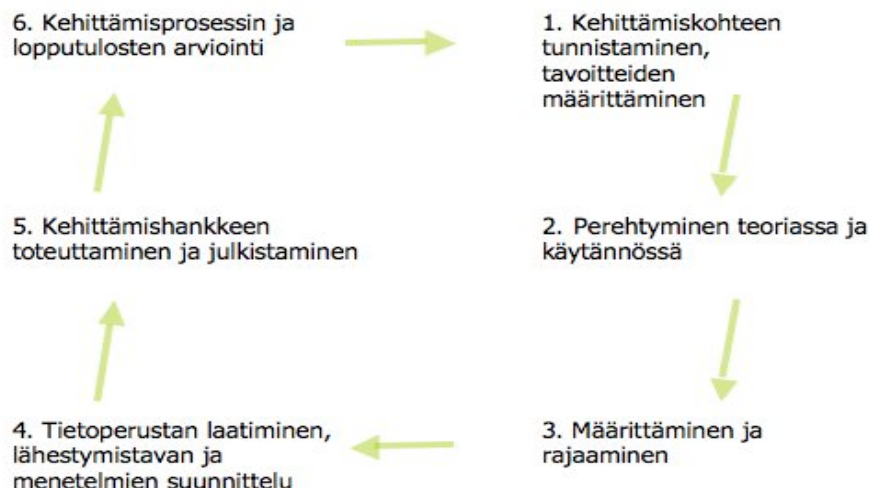 6. Kehittämisprosessin ja
lopputulosten arviointi
1. Kehittämiskohteen
tunnistaminen,
tavoitteiden
määrittäminen
5. Kehittämishankkeen
toteuttaminen ja julkistaminen
2. Perehtyminen teoriassa ja
käytännössä
4. Tietoperustan laatiminen,
lähestymistavan ja
menetelmien suunnittelu
3. Määrittäminen ja
rajaaminen